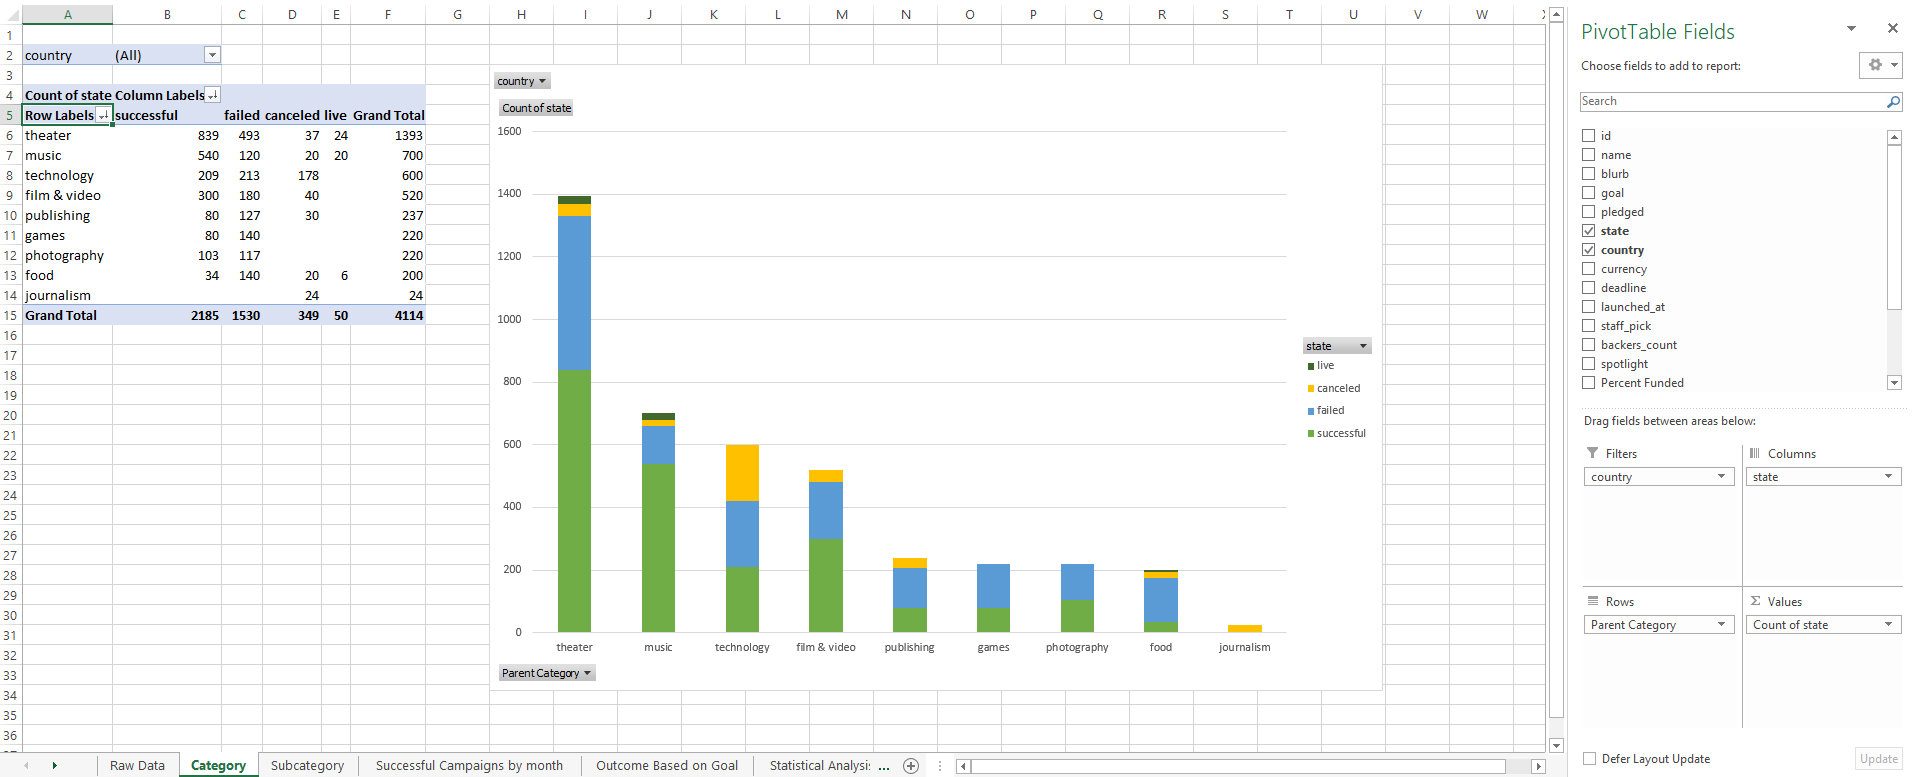 A B C D E F G H I J K L M N O P Q R S T U V W
1
2 country (All)
3
4 Count of state Column Labels
5 Row Labels successful failed canceled live Grand Total
6 theater 839 493 37 24 1393
7 music 540 120 20 20 700
8 technology 209 213 178 600
9 film & video 300 180 40 520
10 publishing 80 127 30 237
11 games 80 140 220
12 photography 103 117 220
13 food 34 140 20 6 200
14 journalism 24 24
15 Grand Total 2185 1530 349 50 4114
16
17
18
19
20
21
22
23
24
25
26
27
28
29
30
31
32
33
34
35
36
country
Count of state
1600
1400
1200
1000
800
600
400
200
0
theater music technology film & video publishing games photography food journalism
Parent Category
state
live
canceled
failed
successful
PivotTable Fields
Choose fields to add to report:
Search
id
name
blurb
goal
pledged
state
country
currency
deadline
launched_at
staff_pick
backers_count
spotlight
Percent Funded
Drag fields between areas below:
Filters
country
Columns
state
Rows
Parent Category
Σ Values
Count of state
Defer Layout Update
Update
Raw Data Category Subcategory Successful Campaigns by month Outcome Based on Goal Statistical Analysis ...